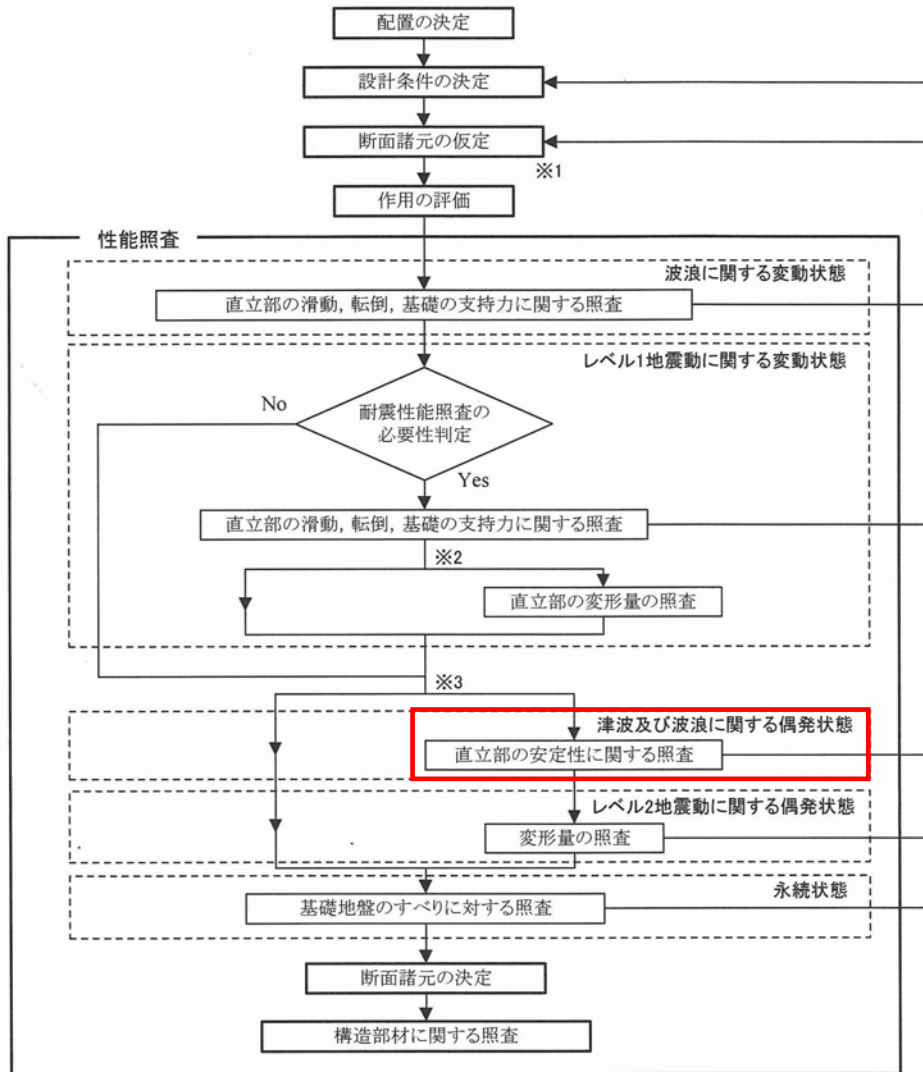 配置の決定
設計条件の決定
断面諸元の仮定
※1
作用の評価
性能照査
波浪に関する変動状態
直立部の滑動，転倒，基礎の支持力に関する照査
レベル1地震動に関する変動状態
No
耐震性能照査の
必要性判定
Yes
直立部の滑動，転倒，基礎の支持力に関する照査
※2
直立部の変形量の照査
※3
津波及び波浪に関する偶発状態
直立部の安定性に関する照査
レベル2地震動に関する偶発状態
変形量の照査
永続状態
基礎地盤のすべりに対する照査
断面諸元の決定
構造部材に関する照査